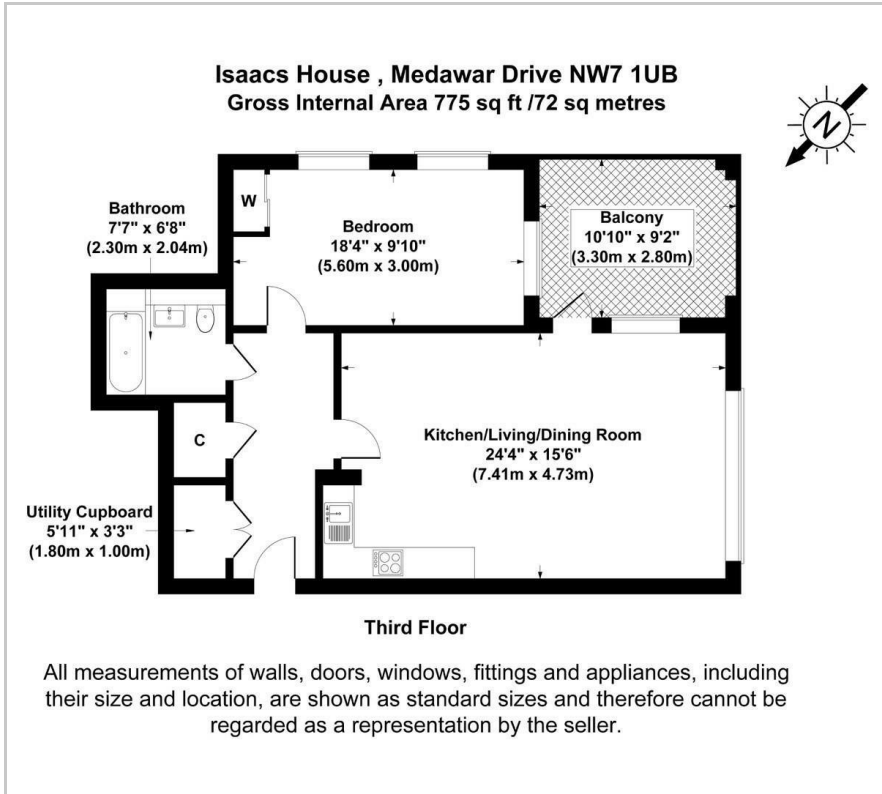 Isaacs House , Medawar Drive NW7 1UB
Gross Internal Area 775 sq ft /72 sq metres
N
Bathroom
7'7" x 6'8"
(2.30m x 2.04m)
W
Bedroom
18'4" x 9'10"
(5.60m x 3.00m)
Balcony
10'10" x 9'2"
(3.30m x 2.80m)
C
Kitchen/Living/Dining Room
24'4" x 15'6"
(7.41m x 4.73m)
Utility Cupboard
5'11" x 3'3"
(1.80m x 1.00m)
Third Floor
All measurements of walls, doors, windows, fittings and appliances, including
their size and location, are shown as standard sizes and therefore cannot be
regarded as a representation by the seller.